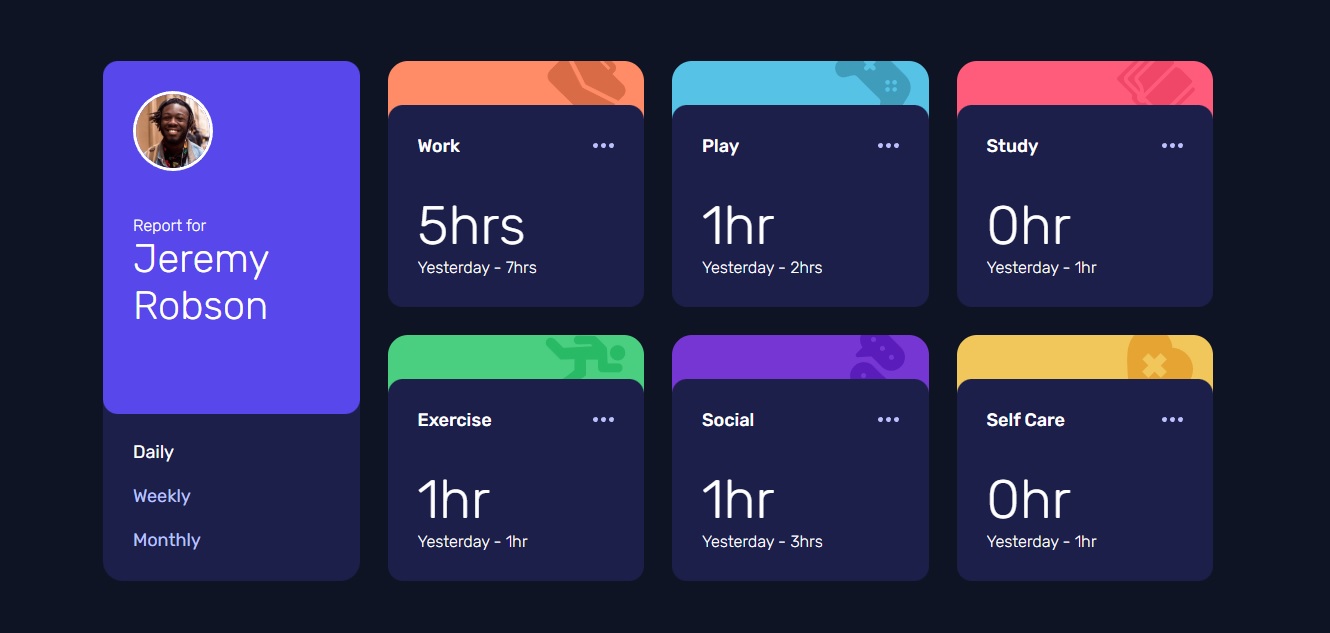 Report for
Jeremy
Robson
Daily
Weekly
Monthly
Work
5hrs
Yesterday - 7hrs
Play
1hr
Yesterday - 2hrs
Study
0hr
Yesterday - 1hr
Exercise
1hr
Yesterday - 1hr
Social
1hr
Yesterday - 3hrs
Self Care
0hr
Yesterday - 1hr